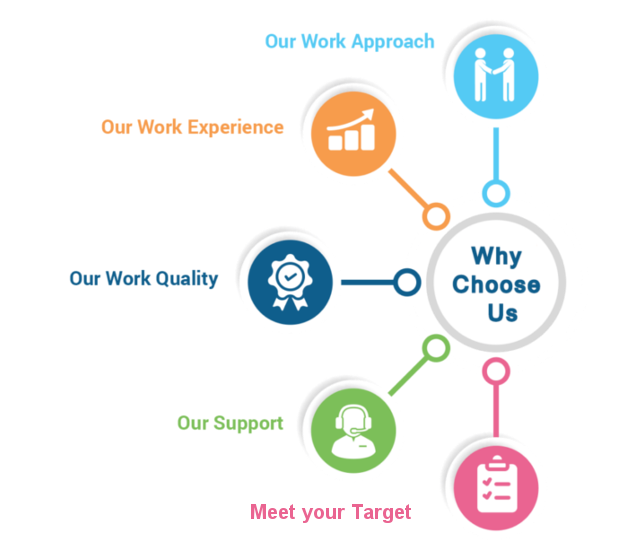 Our Work Approach
Our Work Experience
Why
Choose
Us
Our Work Quality
Our Support
Meet your Target